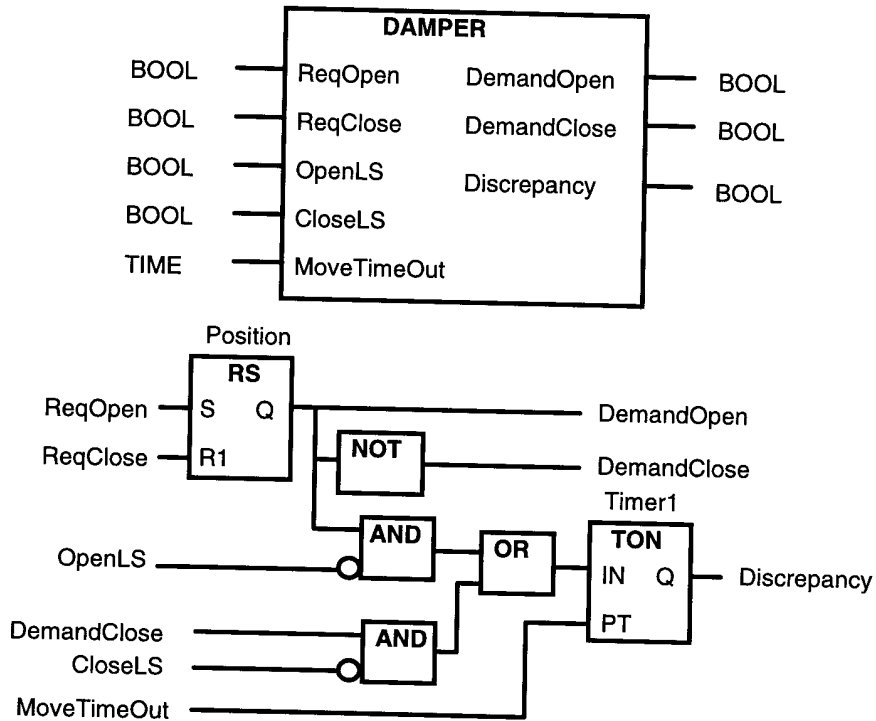 DAMPER
BOOL ReqOpen DemandOpen BOOL
BOOL ReqClose DemandClose BOOL
BOOL OpenLS Discrepancy BOOL
BOOL CloseLS
TIME MoveTimeOut
Position
RS
ReqOpen S Q DemandOpen
ReqClose R1 NOT DemandClose
Timer1
OpenLS AND OR TON
IN Q Discrepancy
DemandClose AND PT
CloseLS
MoveTimeOut